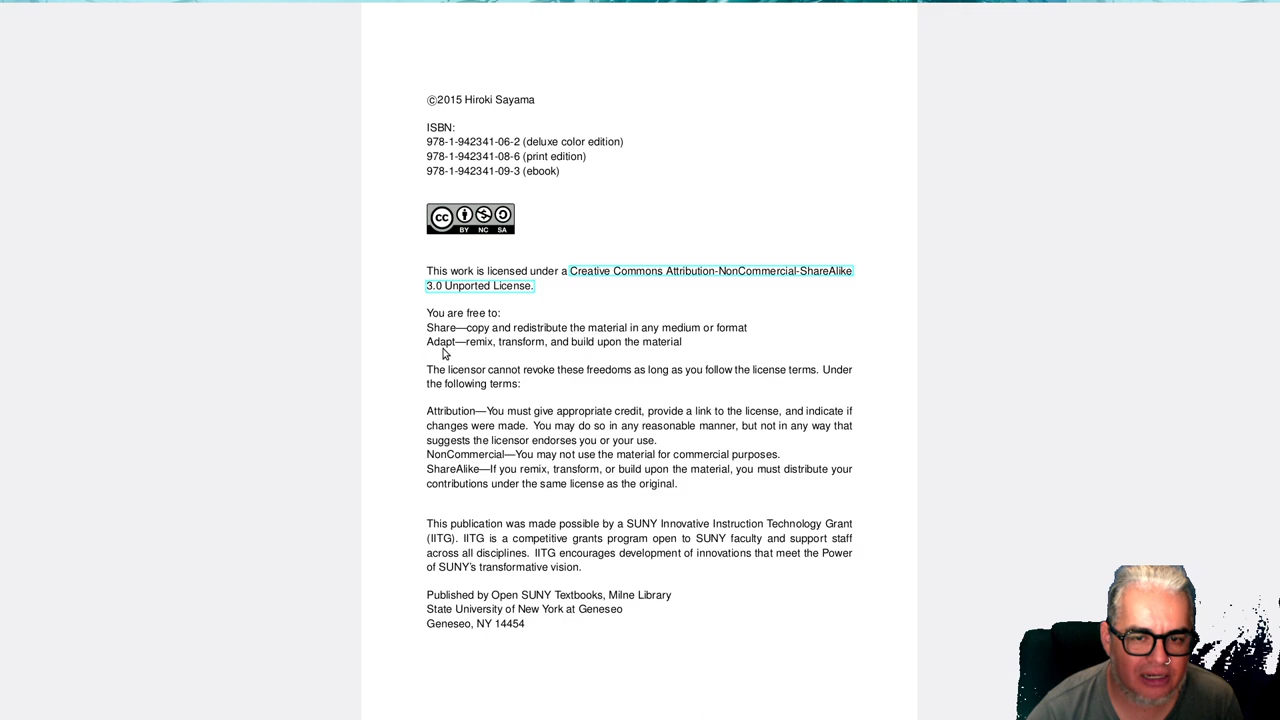 ©2015 Hiroki Sayama
ISBN:
978-1-942341-06-2 (deluxe color edition)
978-1-942341-08-6 (print edition)
978-1-942341-09-3 (ebook)
cc BY NC SA
This work is licensed under a Creative Commons Attribution-NonCommercial-ShareAlike
3.0 Unported License.
You are free to:
Share—copy and redistribute the material in any medium or format
Adapt—remix, transform, and build upon the material
The licensor cannot revoke these freedoms as long as you follow the license terms. Under
the following terms:
Attribution—You must give appropriate credit, provide a link to the license, and indicate if
changes were made. You may do so in any reasonable manner, but not in any way that
suggests the licensor endorses you or your use.
NonCommercial—You may not use the material for commercial purposes.
ShareAlike—If you remix, transform, or build upon the material, you must distribute your
contributions under the same license as the original.
This publication was made possible by a SUNY Innovative Instruction Technology Grant
(IITG). IITG is a competitive grants program open to SUNY faculty and support staff
across all disciplines. IITG encourages development of innovations that meet the Power
of SUNY's transformative vision.
Published by Open SUNY Textbooks, Milne Library
State University of New York at Geneseo
Geneseo, NY 14454